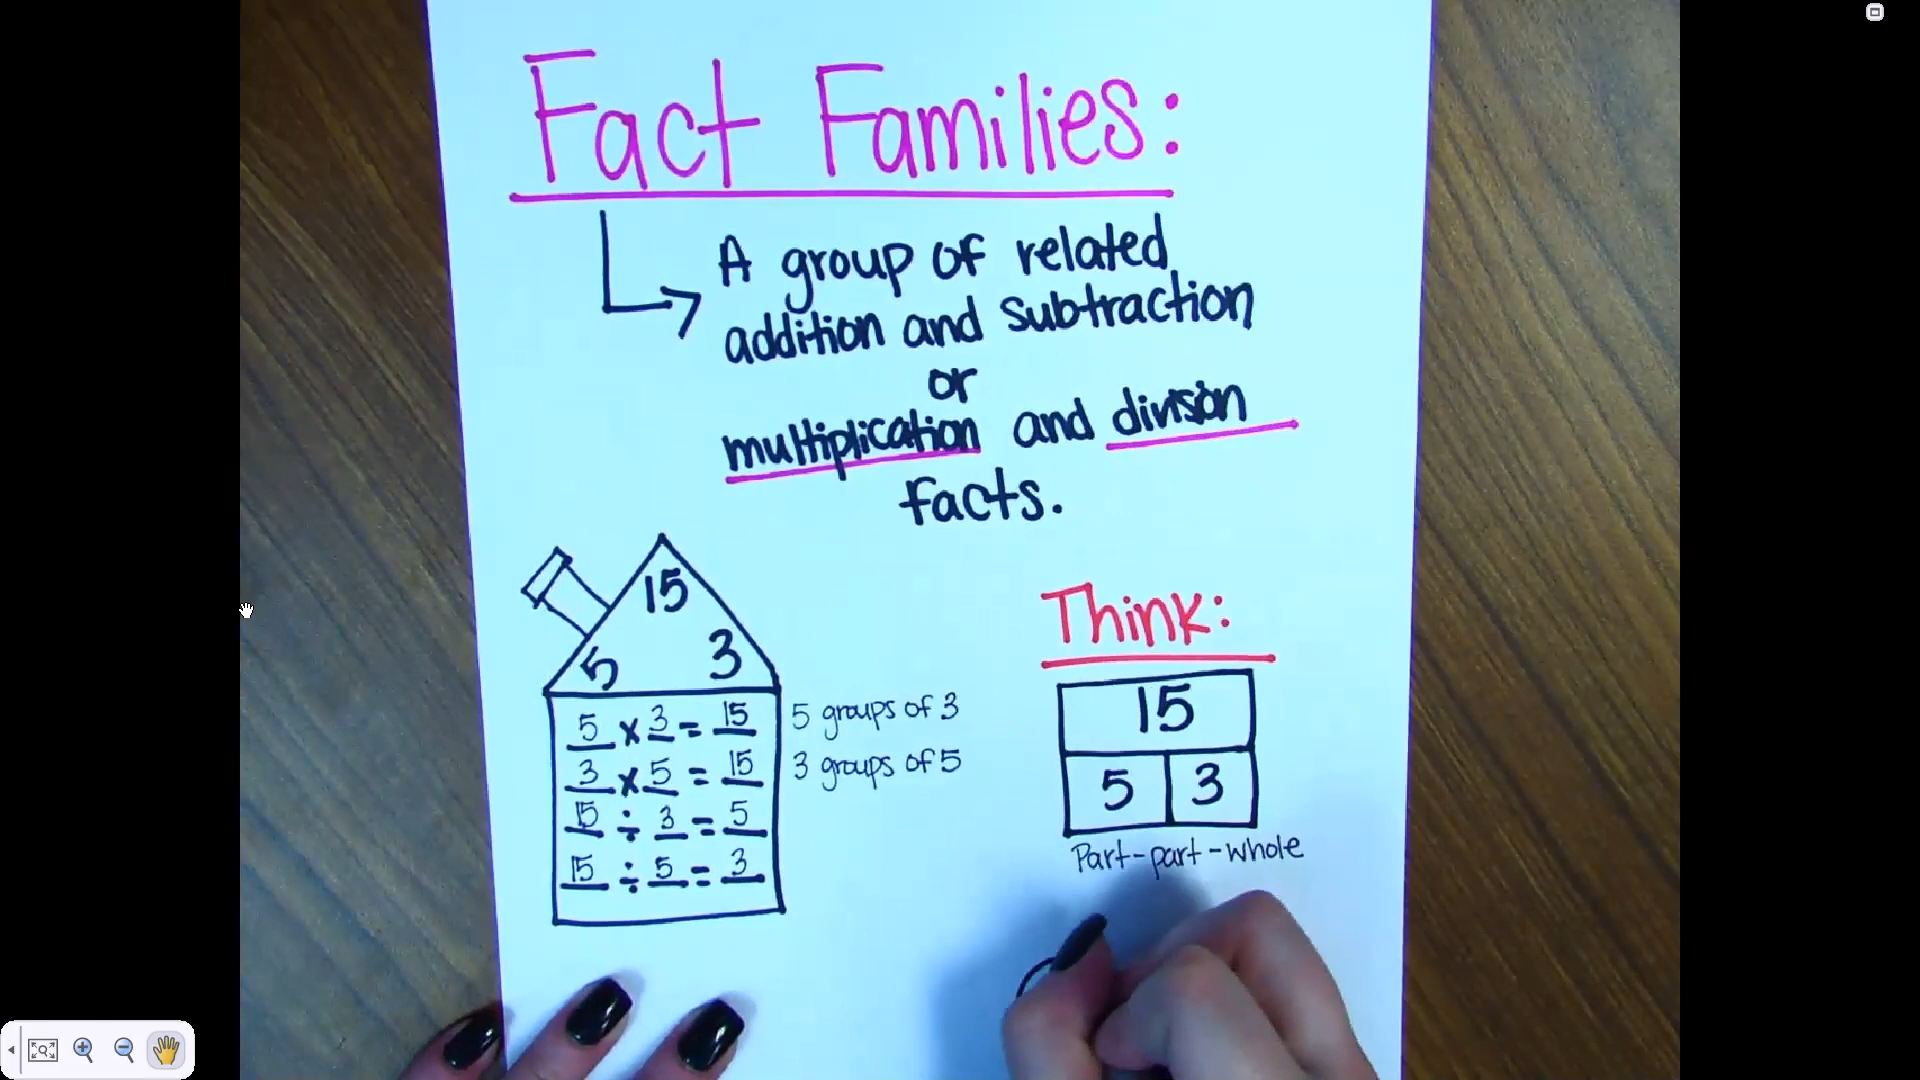 Fact Families:
A group of related
addition and subtraction
or
multiplication and division
facts.
15
5 3
5 × 3 = 15 5 groups of 3
3 × 5 = 15 3 groups of 5
15 ÷ 3 = 5
15 ÷ 5 = 3
Think:
15
5 3
Part-part-whole